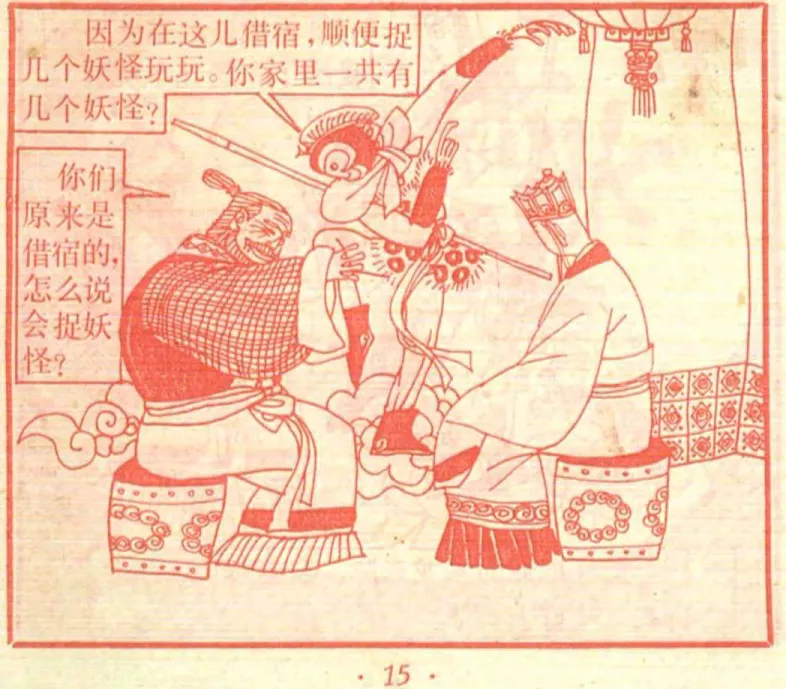 因为在这儿借宿，顺便捉
几个妖怪玩玩。你家里一共有
几个妖怪？
你们
原来是
借宿的，
怎么说
会捉妖
怪？
· 15 ·